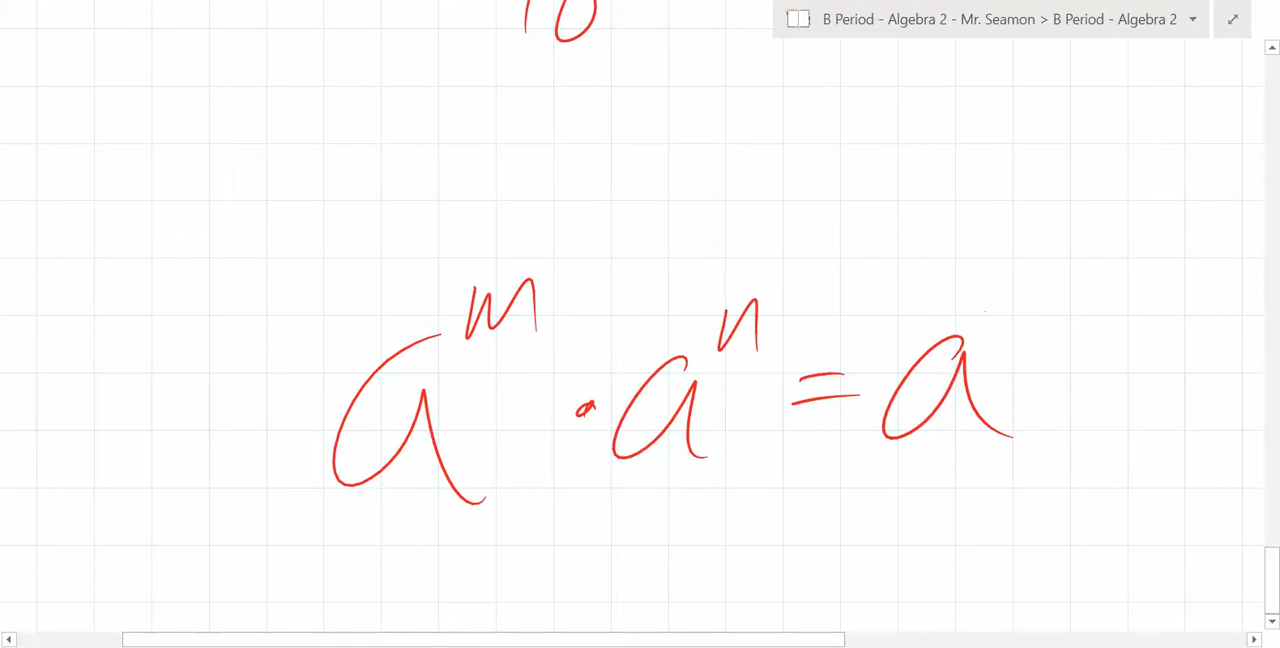 B Period - Algebra 2 - Mr. Seamon > B Period - Algebra 2
a^m · a^n = a